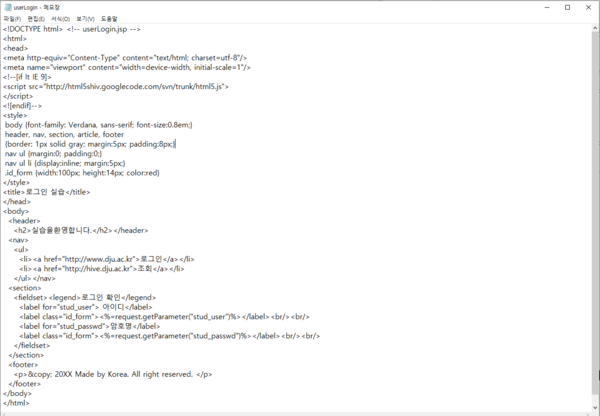 userLogin - 메모장
파일(F) 편집(E) 서식(O) 보기(V) 도움말
<!DOCTYPE html> <!-- userLogin.jsp -->
<html>
<head>
<meta http-equiv="Content-Type" content="text/html; charset=utf-8"/>
<meta name="viewport" content="width=device-width, initial-scale=1"/>
<!--[if lt IE 9]>
<script src="http://html5shiv.googlecode.com/svn/trunk/html5.js">
</script>
<![endif]-->
<style>
body {font-family: Verdana, sans-serif; font-size:0.8em;}
header, nav, section, article, footer
{border: 1px solid gray; margin:5px; padding:8px;}
nav ul {margin:0; padding:0;}
nav ul li {display:inline; margin:5px;}
.id_form {width:100px; height:14px; color:red}
</style>
<title>로그인 실습</title>
</head>
<body>
<header>
<h2>실습을환영합니다.</h2></header>
<nav>
<ul>
<li><a href="http://www.dju.ac.kr">로그인</a></li>
<li><a href="http://hive.dju.ac.kr">조회</a></li>
</ul></nav>
<section>
<fieldset><legend>로그인 확인</legend>
<label for="stud_user"> 아이디</label>
<label class="id_form"><%=request.getParameter("stud_user")%></label><br/><br/>
<label for="stud_passwd">암호명</label>
<label class="id_form"><%=request.getParameter("stud_passwd")%></label><br/><br/>
</fieldset>
</section>
<footer>
<p>&copy; 20XX Made by Korea. All right reserved. </p>
</footer>
</body>
</html>